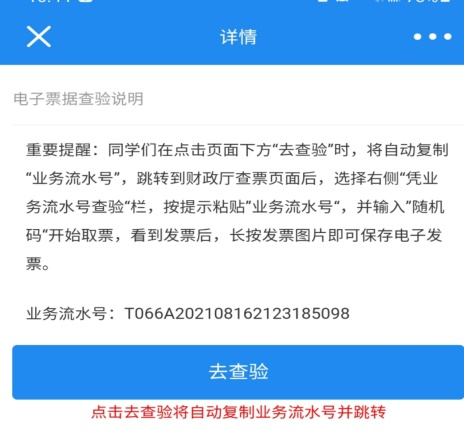 详情
电子票据查验说明
重要提醒：同学们在点击页面下方“去查验”时，将自动复制
“业务流水号”，跳转到财政厅查票页面后，选择右侧“凭业
务流水号查验“栏，按提示粘贴”业务流水号“，并输入”随机
码“开始取票，看到发票后，长按发票图片即可保存电子发
票。
业务流水号：T066A202108162123185098
去查验
点击去查验将自动复制业务流水号并跳转